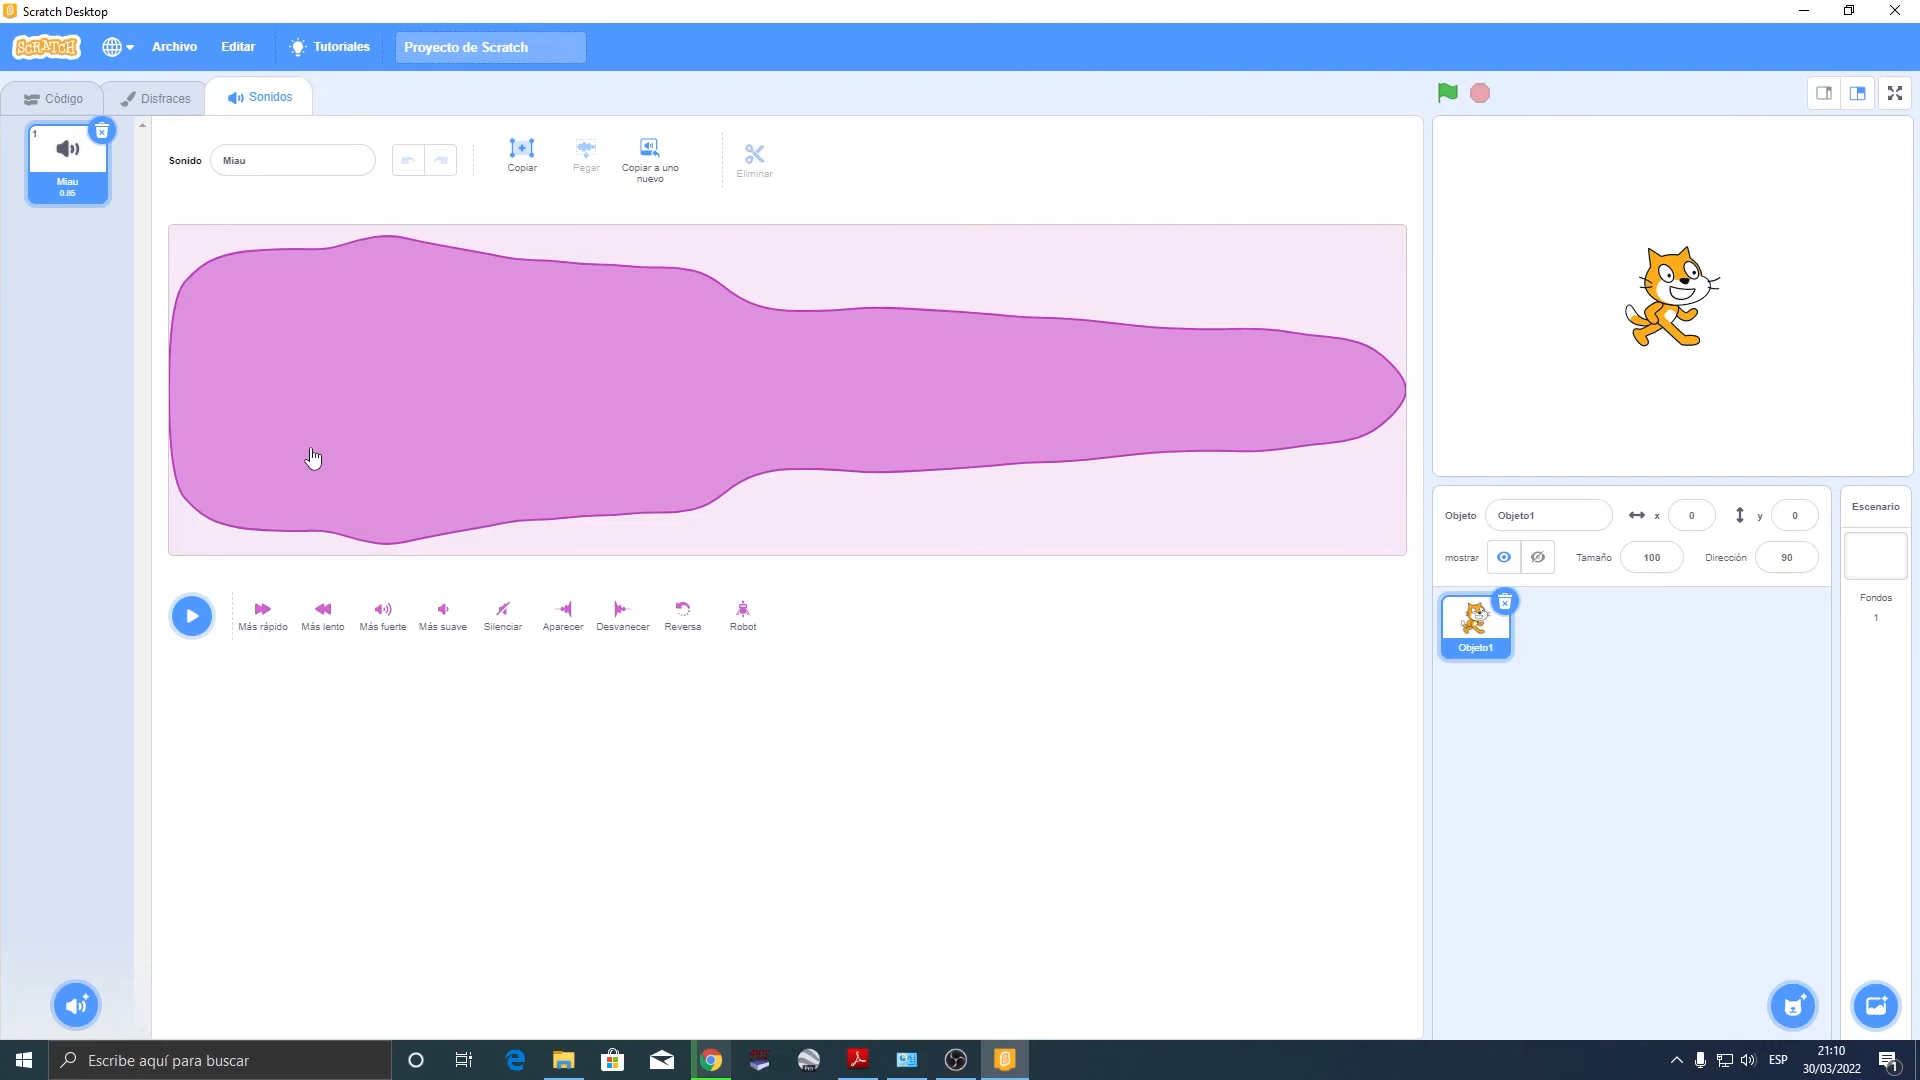 Scratch Desktop
SCRATCH
Archivo
Editar
Tutoriales
Proyecto de Scratch
Código
Disfraces
Sonidos
1
Miau
0.85
Sonido
Miau
Copiar
Pegar
Copiar a uno
nuevo
Eliminar
Más rápido
Más lento
Más fuerte
Más suave
Silenciar
Aparecer
Desvanecer
Reversa
Robot
Objeto
Objeto1
x
0
y
0
mostrar
Tamaño
100
Dirección
90
Objeto1
Escenario
Fondos
1
Escribe aquí para buscar
ESP
21:10
30/03/2022
1